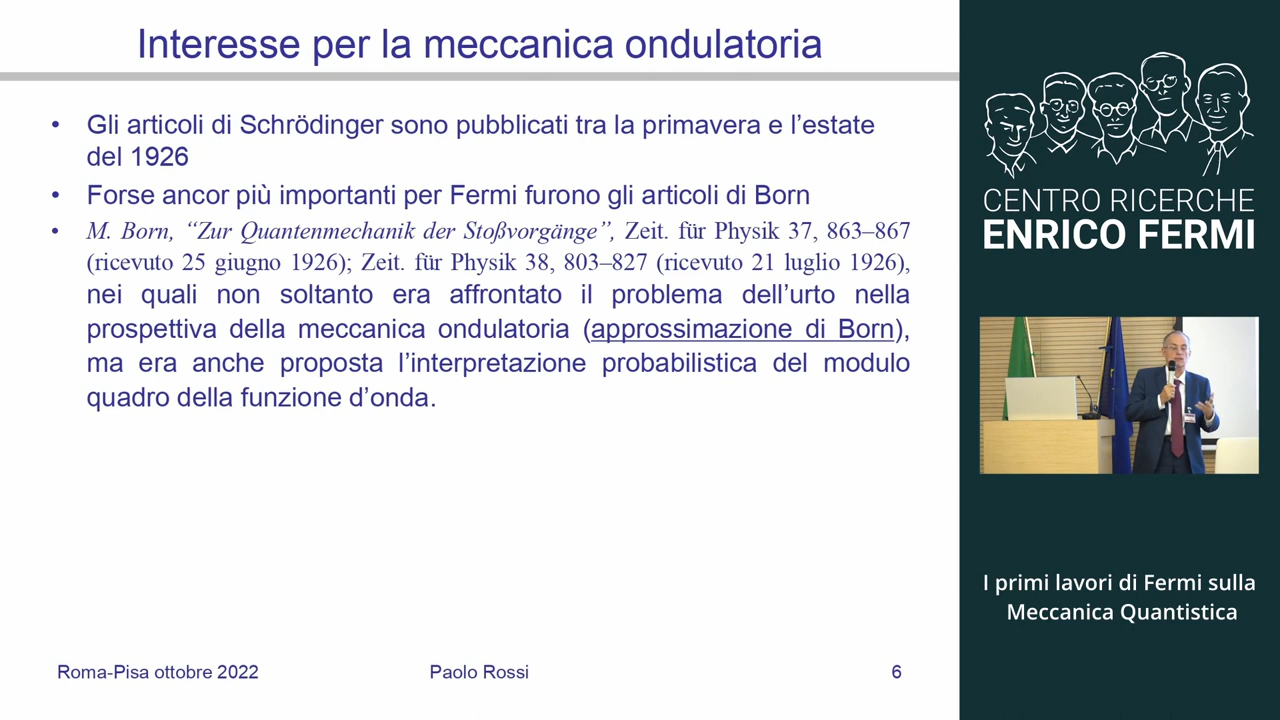 Interesse per la meccanica ondulatoria
• Gli articoli di Schrödinger sono pubblicati tra la primavera e l’estate
del 1926
• Forse ancor più importanti per Fermi furono gli articoli di Born
• M. Born, “Zur Quantenmechanik der Stoßvorgänge”, Zeit. für Physik 37, 863–867
(ricevuto 25 giugno 1926); Zeit. für Physik 38, 803–827 (ricevuto 21 luglio 1926),
nei quali non soltanto era affrontato il problema dell’urto nella
prospettiva della meccanica ondulatoria (approssimazione di Born),
ma era anche proposta l’interpretazione probabilistica del modulo
quadro della funzione d’onda.
Roma-Pisa ottobre 2022
Paolo Rossi
6
CENTRO RICERCHE
ENRICO FERMI
I primi lavori di Fermi sulla
Meccanica Quantistica